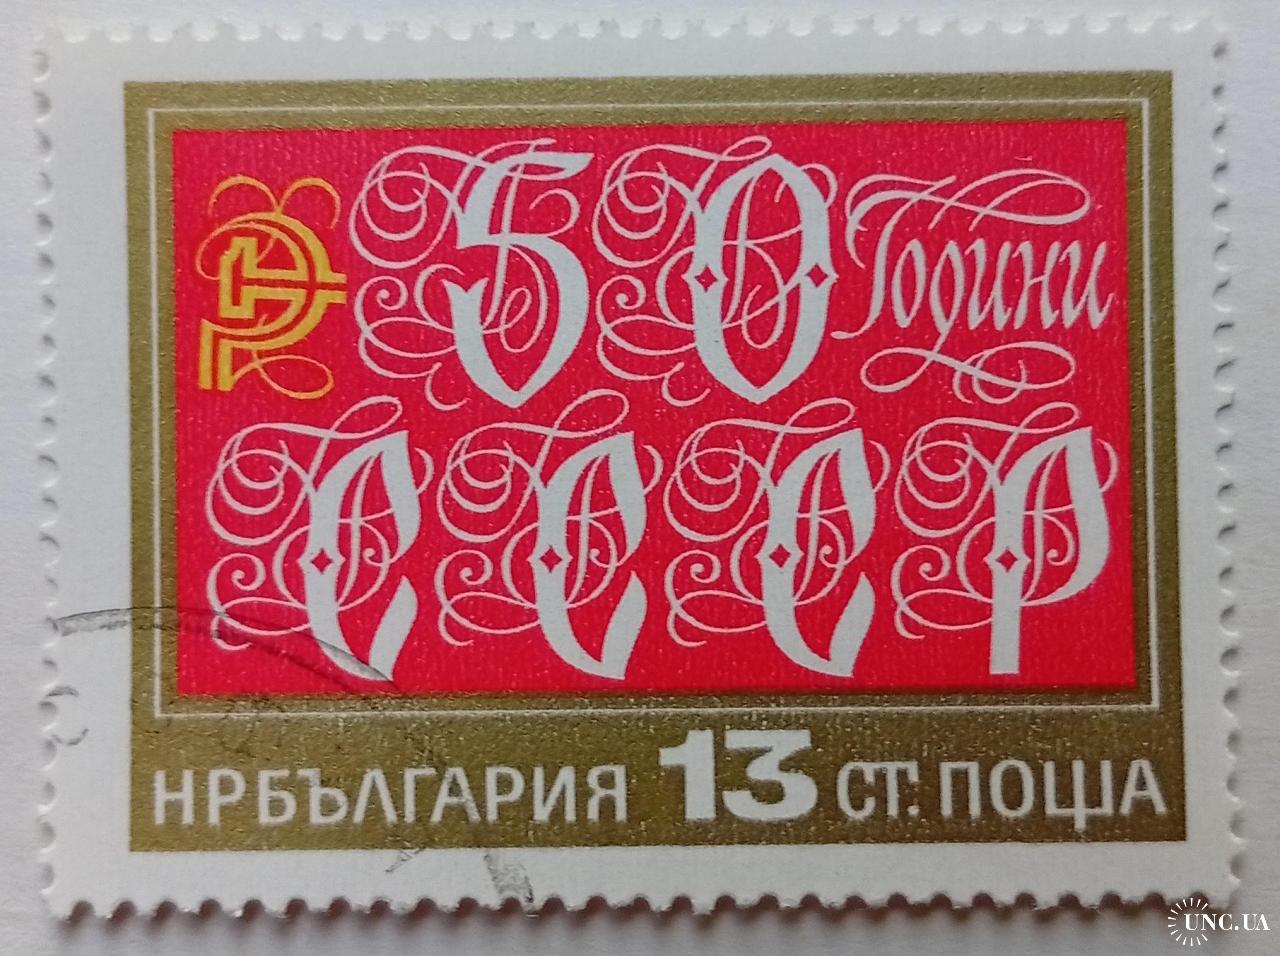 50 години
СССР
НРБЪЛГАРИЯ 13 СТ. ПОЩА
UNC.UA